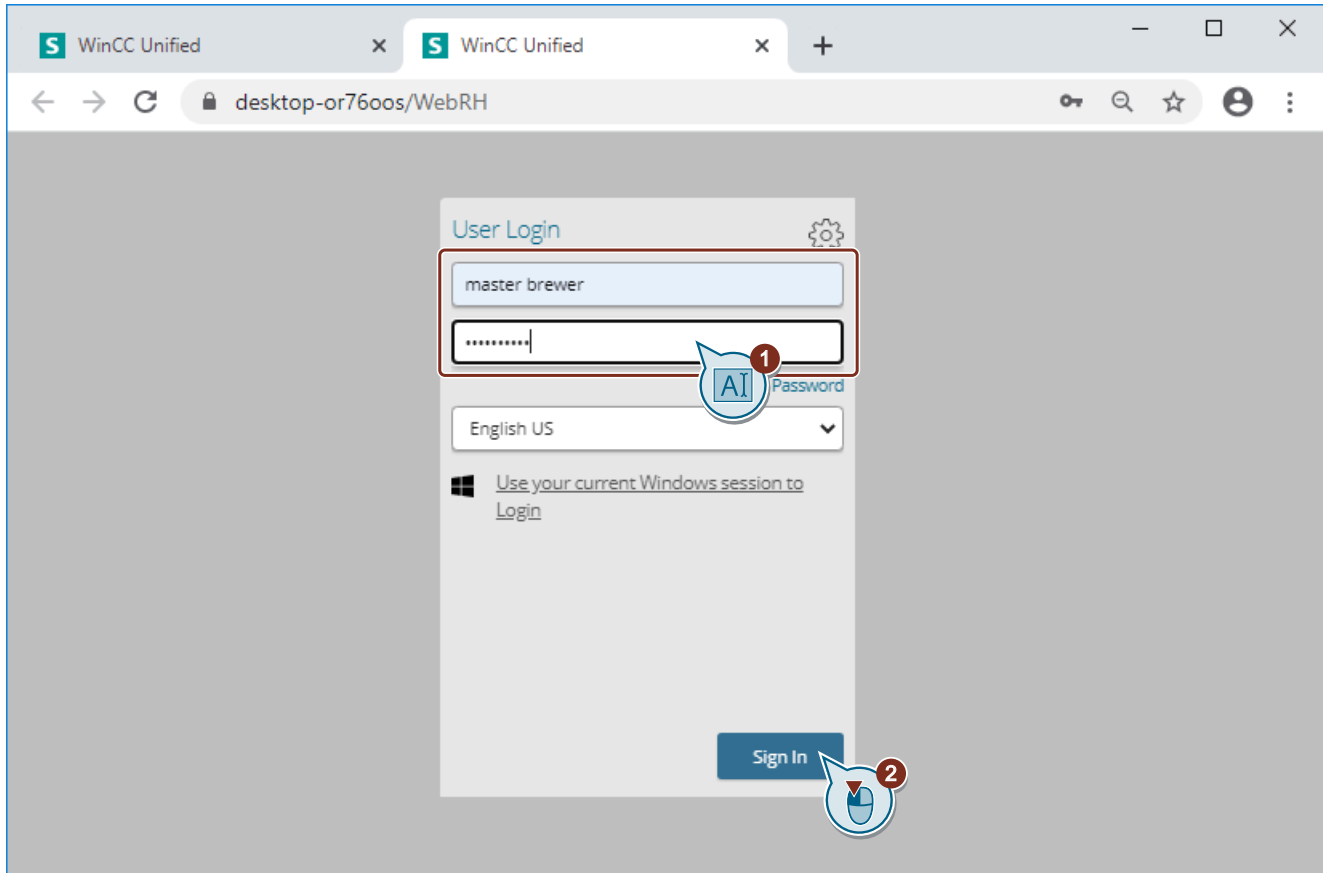 S WinCC Unified
S WinCC Unified
desktop-or76oos/WebRH
User Login
master brewer
••••••••••
1
AI Password
English US
Use your current Windows session to
Login
Sign In
2